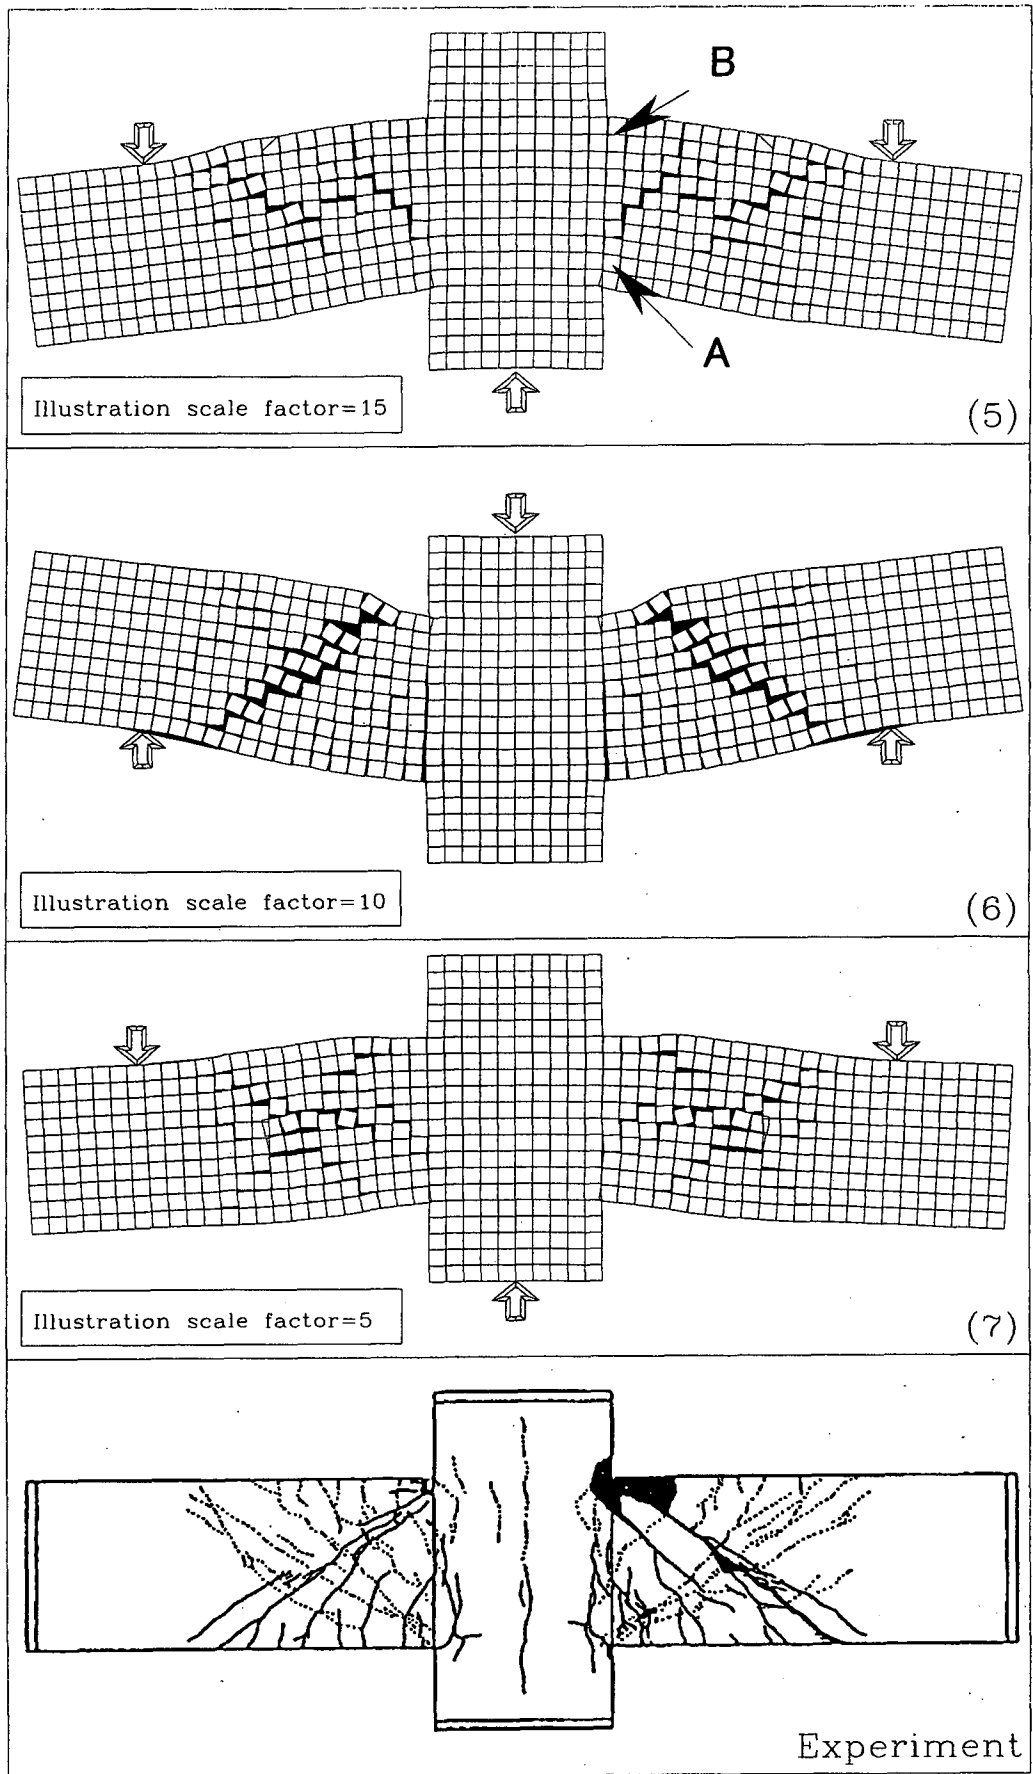 B
A
Illustration scale factor=15
(5)
Illustration scale factor=10
(6)
Illustration scale factor=5
(7)
Experiment